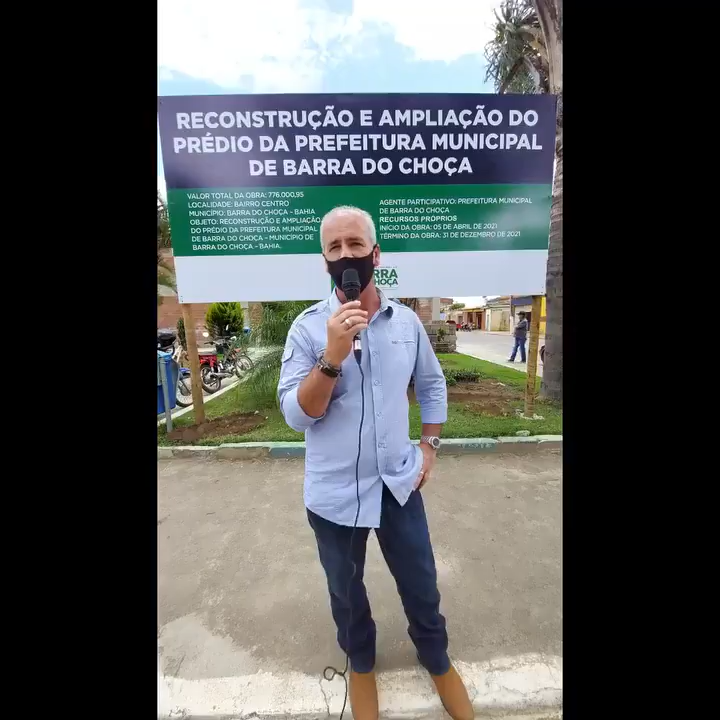 RECONSTRUÇÃO E AMPLIAÇÃO DO
PRÉDIO DA PREFEITURA MUNICIPAL
DE BARRA DO CHOÇA
VALOR TOTAL DA OBRA: 776.000,95
LOCALIDADE: BAIRRO CENTRO
MUNICÍPIO: BARRA DO CHOÇA - BAHIA
OBJETO: RECONSTRUÇÃO E AMPLIAÇÃO
DO PRÉDIO DA PREFEITURA MUNICIPAL
DE BARRA DO CHOÇA - MUNICÍPIO DE
BARRA DO CHOÇA - BAHIA.
AGENTE PARTICIPATIVO: PREFEITURA MUNICIPAL
DE BARRA DO CHOÇA
RECURSOS PRÓPRIOS
INÍCIO DA OBRA: 05 DE ABRIL DE 2021
TÉRMINO DA OBRA: 31 DE DEZEMBRO DE 2021
RRA
HOÇA